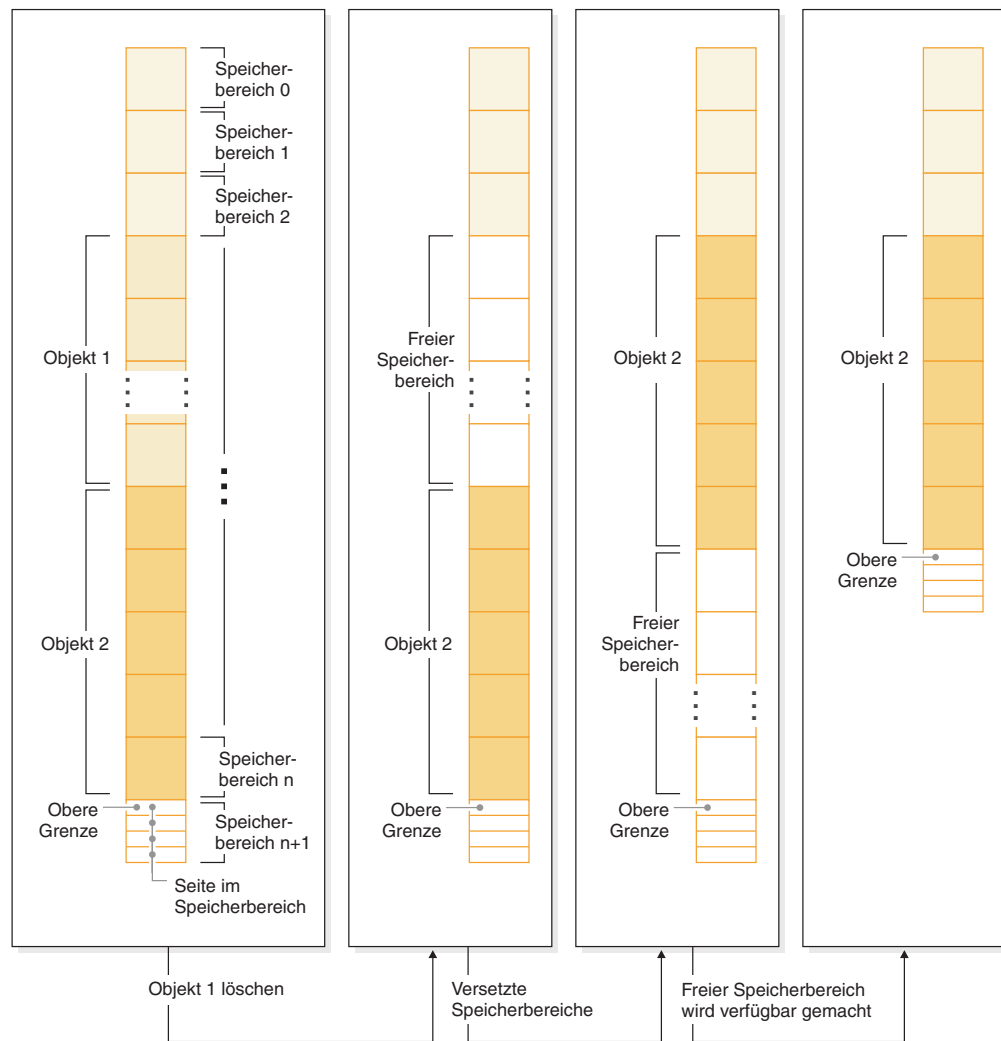 Speicher-
bereich 0
Speicher-
bereich 1
Speicher-
bereich 2
Objekt 1
Objekt 2
Speicher-
bereich n
Obere
Grenze
Speicher-
bereich n+1
Seite im
Speicherbereich
Freier
Speicher-
bereich
Objekt 2
Obere
Grenze
Objekt 2
Freier
Speicher-
bereich
Obere
Grenze
Objekt 2
Obere
Grenze
Objekt 1 löschen
Versetzte
Speicherbereiche
Freier Speicherbereich
wird verfügbar gemacht